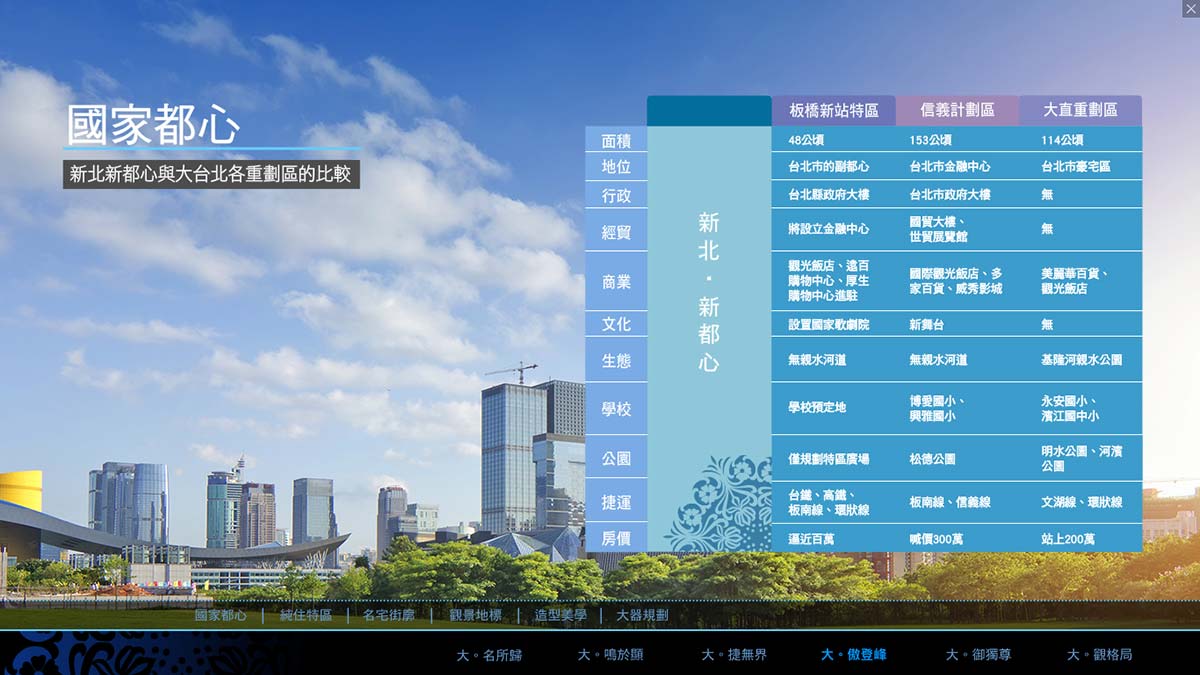 國家都心
新北新都心與大台北各重劃區的比較
板橋新站特區 信義計劃區 大直重劃區
新北・新都心
面積 48公頃 153公頃 114公頃
地位 台北市的副都心 台北市金融中心 台北市豪宅區
行政 台北縣政府大樓 台北市政府大樓 無
經貿 將設立金融中心 國貿大樓、
世貿展覽館 無
商業 觀光飯店、遠百
購物中心、厚生
購物中心進駐 國際觀光飯店、多
家百貨、威秀影城 美麗華百貨、
觀光飯店
文化 設置國家歌劇院 新舞台 無
生態 無親水河道 無親水河道 基隆河親水公園
學校 學校預定地 博愛國小、
興雅國小 永安國小、
濱江國中小
公園 僅規劃特區廣場 松德公園 明水公園、河濱
公園
捷運 台鐵、高鐵、
板南線、環狀線 板南線、信義線 文湖線、環狀線
房價 逼近百萬 喊價300萬 站上200萬
國家都心 | 純住特區 | 名宅街廓 | 觀景地標 | 造型美學 | 大器規劃
大。名所歸 大。鳴於顯 大。捷無界 大。傲登峰 大。御獨尊 大。觀格局